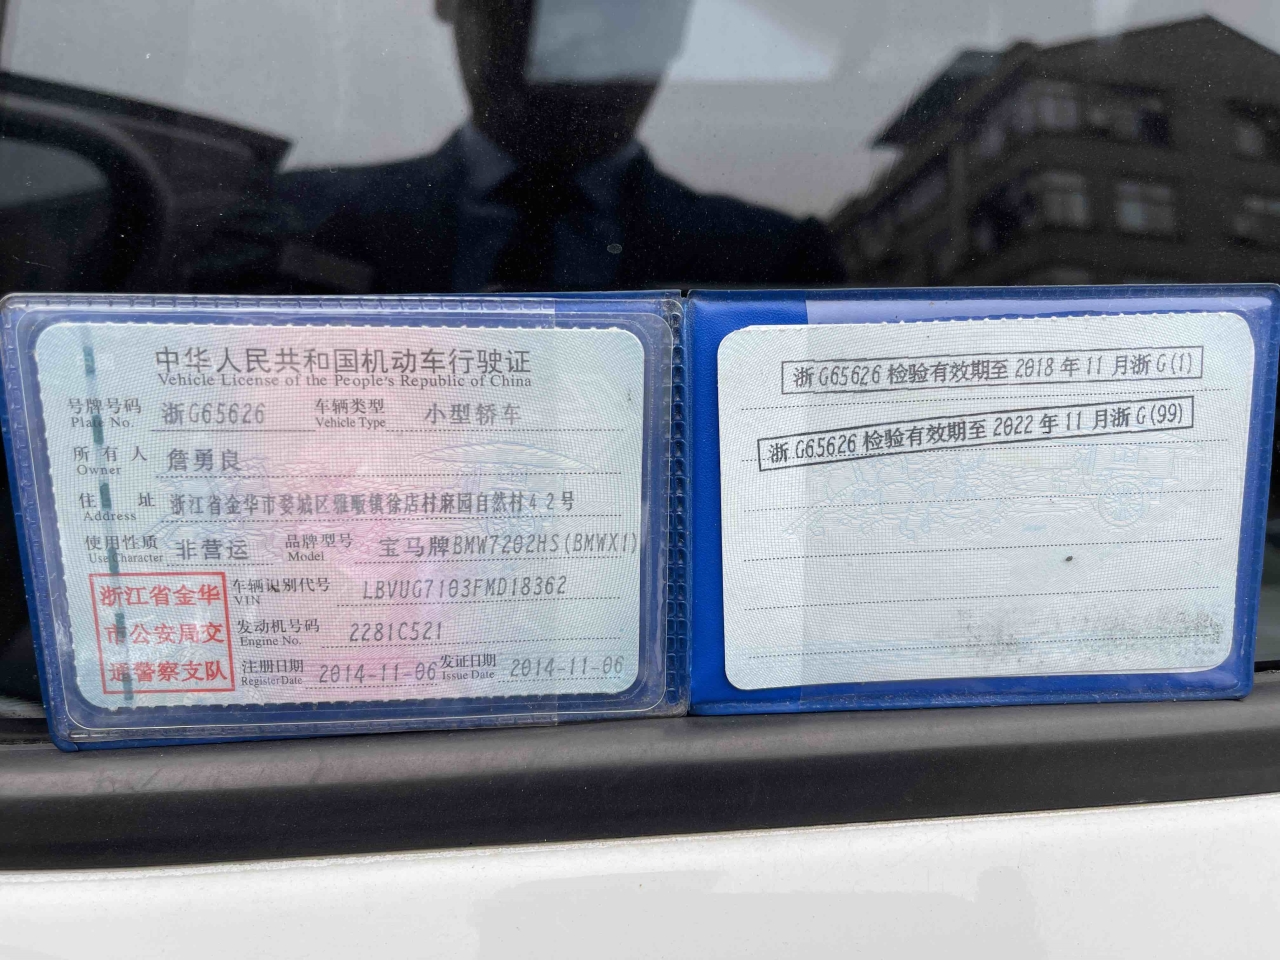 中华人民共和国机动车行驶证
Vehicle License of the People's Republic of China
号牌号码 浙G65626 车辆类型 小型轿车
Plate No. Vehicle Type
所有人 詹勇良
Owner
住址 浙江省金华市婺城区雅畈镇徐店村麻园自然村42号
Address
使用性质 非营运 品牌型号 宝马牌BMW7202HS(BMWX1)
Use Character Model
浙江省金华市公安局交通警察支队
车辆识别代号 LBVUG7103FMD18362
VIN
发动机号码 2281C521
Engine No.
注册日期 2014-11-06 发证日期 2014-11-06
Register Date Issue Date
浙G65626 检验有效期至 2018 年 11 月浙 G(1)
浙 G65626 检验有效期至 2022 年 11 月浙 G(99)